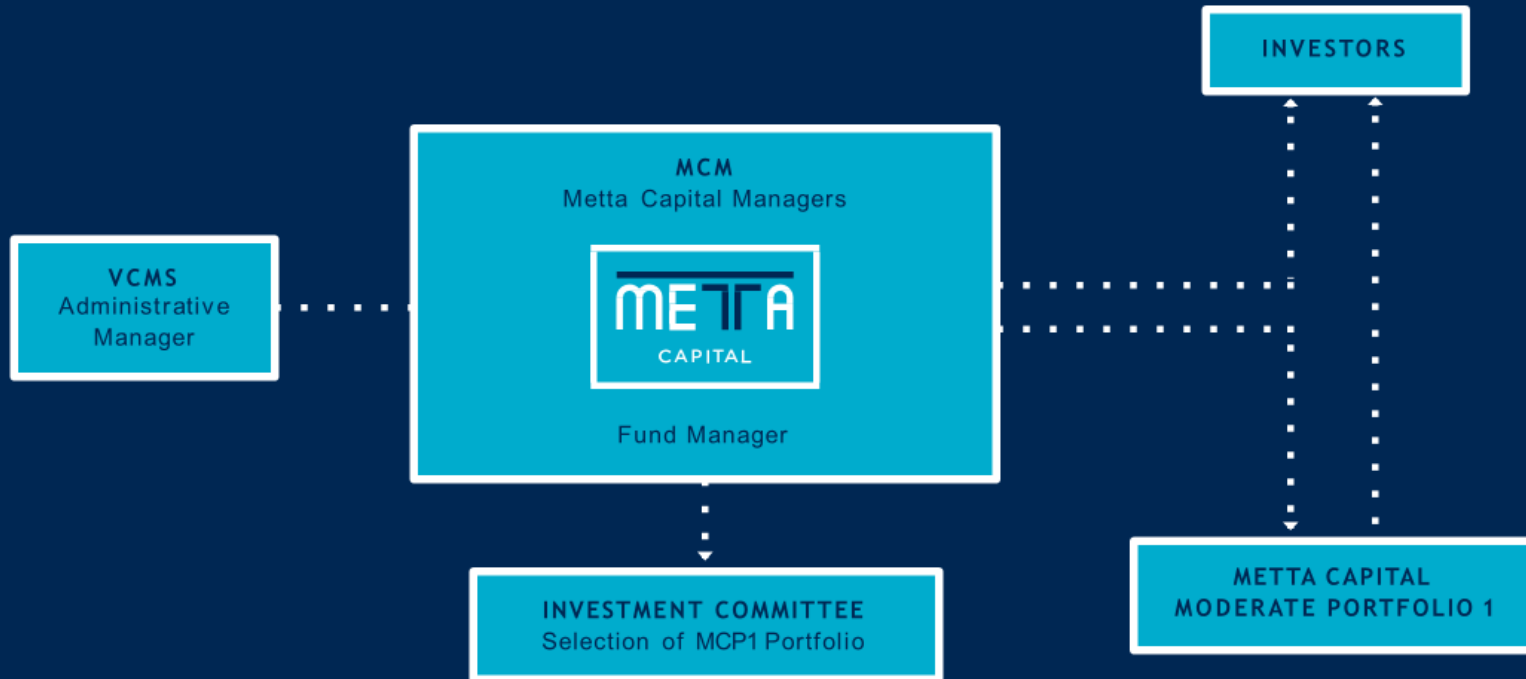 INVESTORS
MCM
Metta Capital Managers
METTA
CAPITAL
Fund Manager
VCMS
Administrative
Manager
INVESTMENT COMMITTEE
Selection of MCP1 Portfolio
METTA CAPITAL
MODERATE PORTFOLIO 1